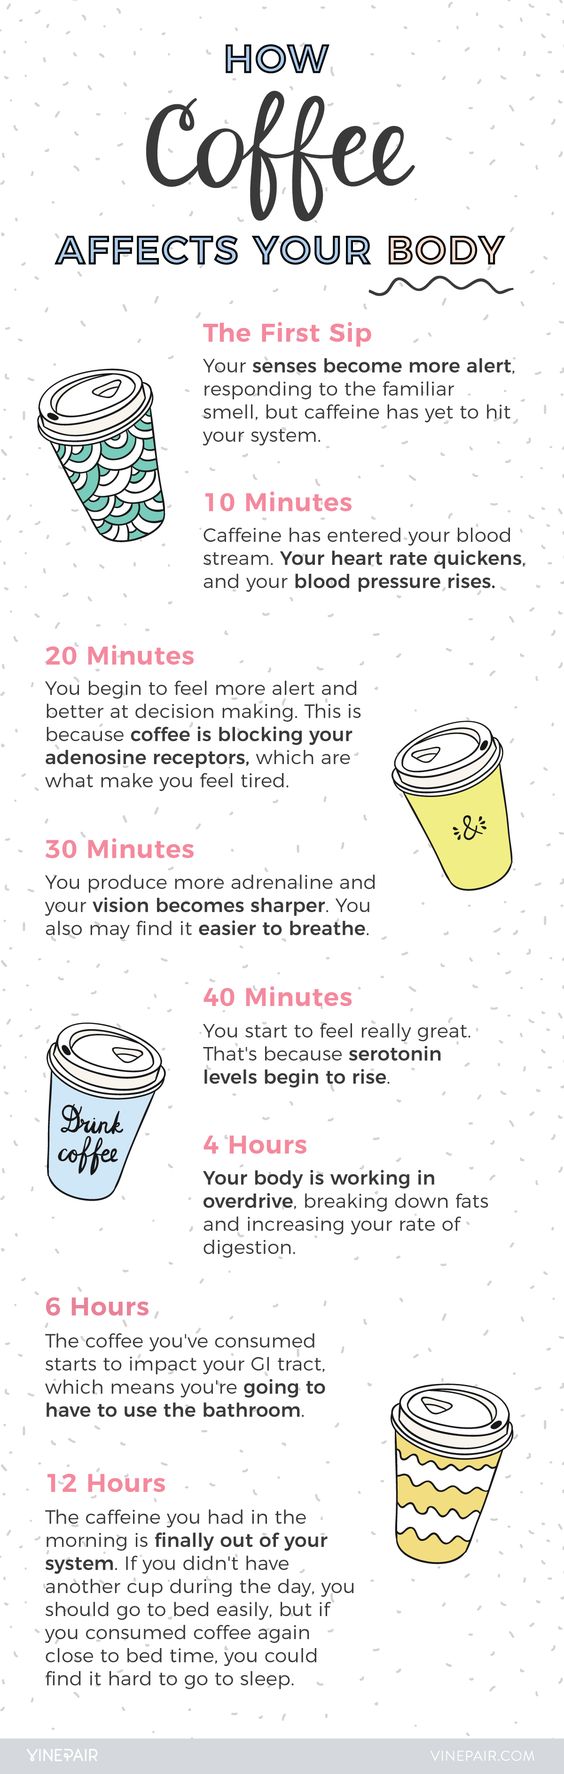 HOW
Coffee
AFFECTS YOUR BODY
The First Sip
Your senses become more alert,
responding to the familiar
smell, but caffeine has yet to hit
your system.
10 Minutes
Caffeine has entered your blood
stream. Your heart rate quickens,
and your blood pressure rises.
20 Minutes
You begin to feel more alert and
better at decision making. This is
because coffee is blocking your
adenosine receptors, which are
what make you feel tired.
&
30 Minutes
You produce more adrenaline and
your vision becomes sharper. You
also may find it easier to breathe.
40 Minutes
You start to feel really great.
That's because serotonin
levels begin to rise.
Drink
coffee
4 Hours
Your body is working in
overdrive, breaking down fats
and increasing your rate of
digestion.
6 Hours
The coffee you've consumed
starts to impact your GI tract,
which means you're going to
have to use the bathroom.
12 Hours
The caffeine you had in the
morning is finally out of your
system. If you didn't have
another cup during the day, you
should go to bed easily, but if
you consumed coffee again
close to bed time, you could
find it hard to go to sleep.
VINEPAIR
VINEPAIR.COM